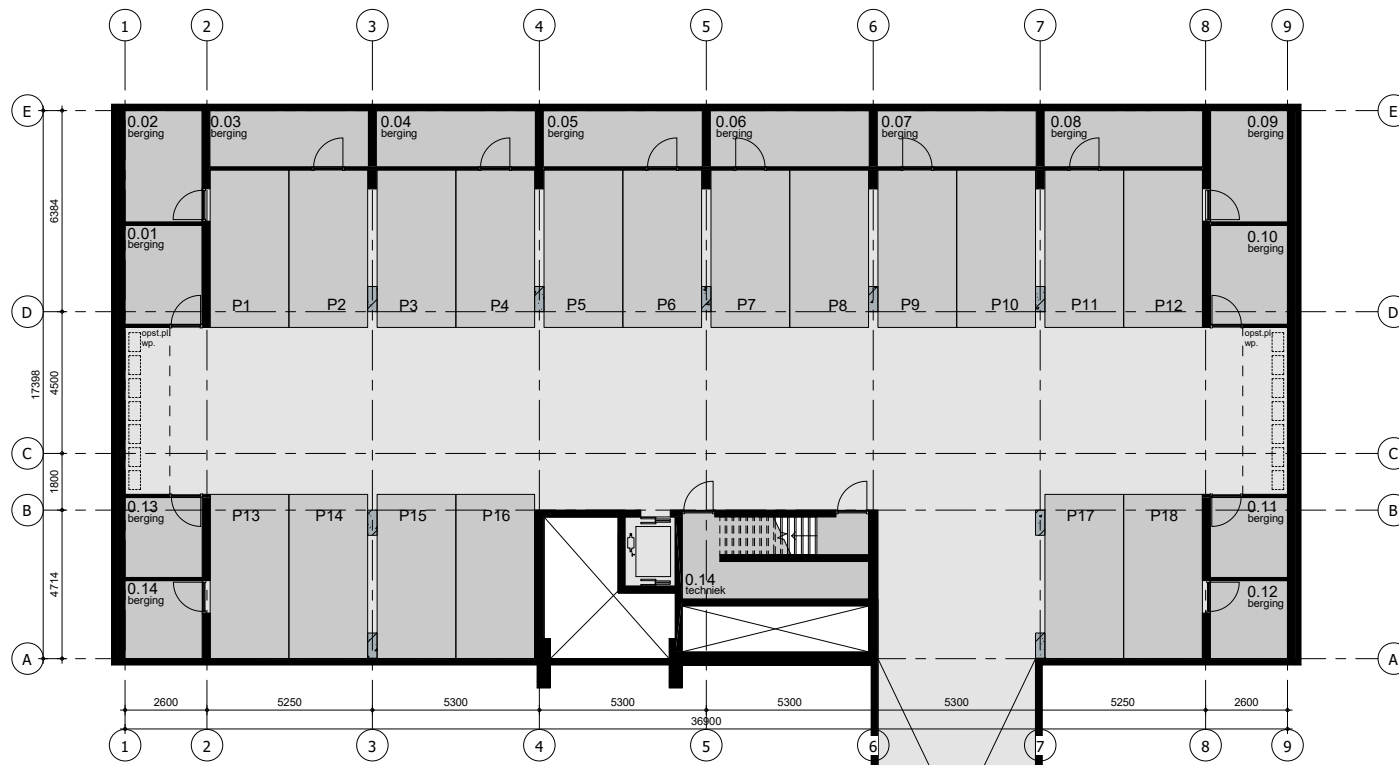 1 2 3 4 5 6 7 8 9
E E
0.02 0.03 0.04 0.05 0.06 0.07 0.08 0.09
berging berging berging berging berging berging berging berging
6384
0.01 0.10
berging berging
P1 P2 P3 P4 P5 P6 P7 P8 P9 P10 P11 P12
D D
opst.pl opst.pl
wp. wp.
17398
4500
C C
1800
0.13 0.11
berging berging
B B
P13 P14 P15 P16 P17 P18
4714
0.14 0.14 0.12
berging techniek berging
A A
2600 5250 5300 5300 5300 5300 5250 2600
36900
1 2 3 4 5 6 7 8 9